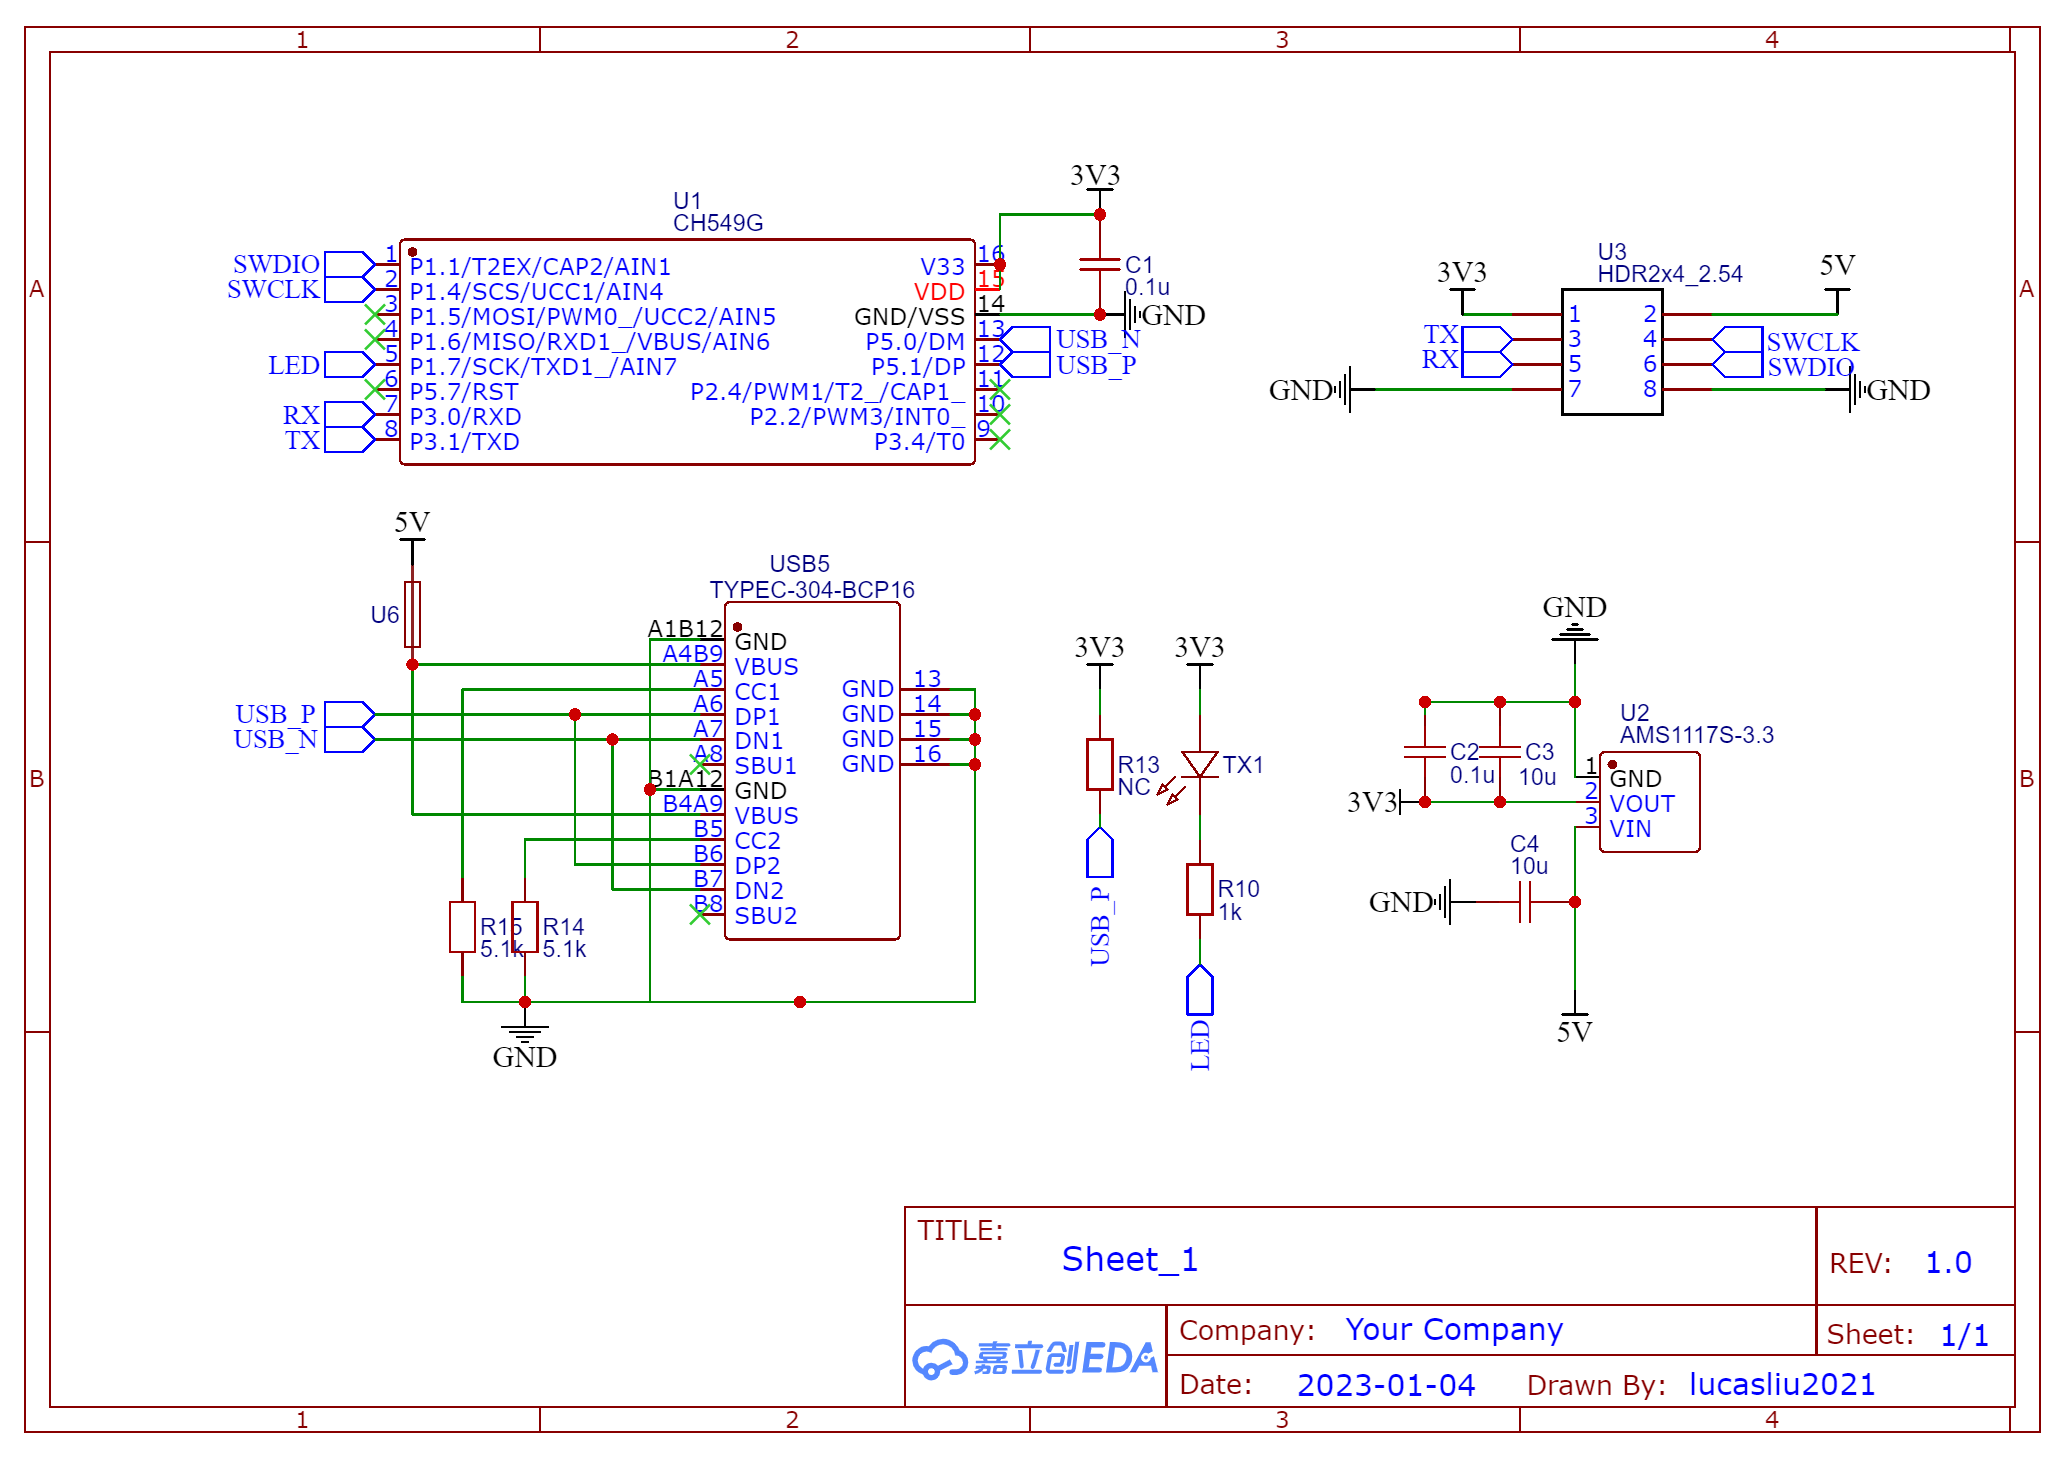 1 2 3 4
A A
B B
U1
CH549G
SWDIO 1 P1.1/T2EX/CAP2/AIN1
SWCLK 2 P1.4/SCS/UCC1/AIN4
3 P1.5/MOSI/PWM0_/UCC2/AIN5
4 P1.6/MISO/RXD1_/VBUS/AIN6
LED 5 P1.7/SCK/TXD1_/AIN7
6 P5.7/RST
RX 7 P3.0/RXD
TX 8 P3.1/TXD
V33 16
VDD 15
GND/VSS 14
P5.0/DM 13 USB_N
P5.1/DP 12 USB_P
P2.4/PWM1/T2_/CAP1_ 11
P2.2/PWM3/INT0_ 10
P3.4/T0 9
3V3
C1
0.1u
GND
U3
HDR2x4_2.54
3V3 1 2 5V
TX 3 4 SWCLK
RX 5 6 SWDIO
GND 7 8 GND
5V
U6
USB5
TYPEC-304-BCP16
A1B12 GND
A4B9 VBUS
A5 CC1
USB_P A6 DP1
USB_N A7 DN1
A8 SBU1
B1A12 GND
B4A9 VBUS
B5 CC2
B6 DP2
B7 DN2
B8 SBU2
GND 13
GND 14
GND 15
GND 16
R15
5.1k
R14
5.1k
GND
3V3
R13
NC
USB_P
3V3
TX1
R10
1k
LED
GND
U2
AMS1117S-3.3
1 GND
2 VOUT
3 VIN
C2
0.1u
C3
10u
3V3
C4
10u
GND
5V
TITLE:
Sheet_1
REV: 1.0
嘉立创EDA
Company: Your Company
Sheet: 1/1
Date: 2023-01-04
Drawn By: lucasliu2021
1 2 3 4